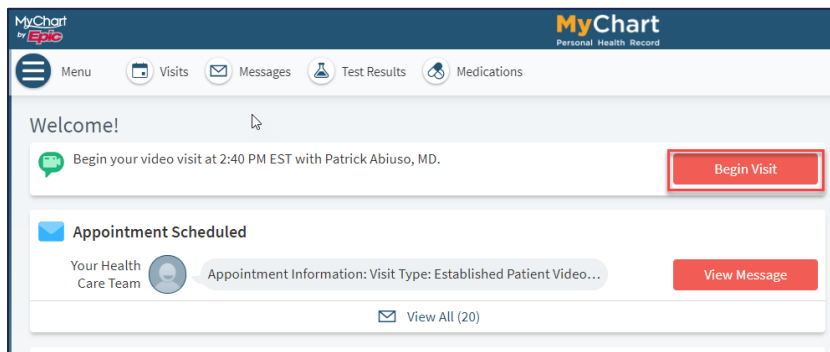 MyChart
by Epic
MyChart
Personal Health Record
Menu Visits Messages Test Results Medications
Welcome!
Begin your video visit at 2:40 PM EST with Patrick Abiuso, MD.
Begin Visit
Appointment Scheduled
Your Health
Care Team
Appointment Information: Visit Type: Established Patient Video...
View Message
View All (20)